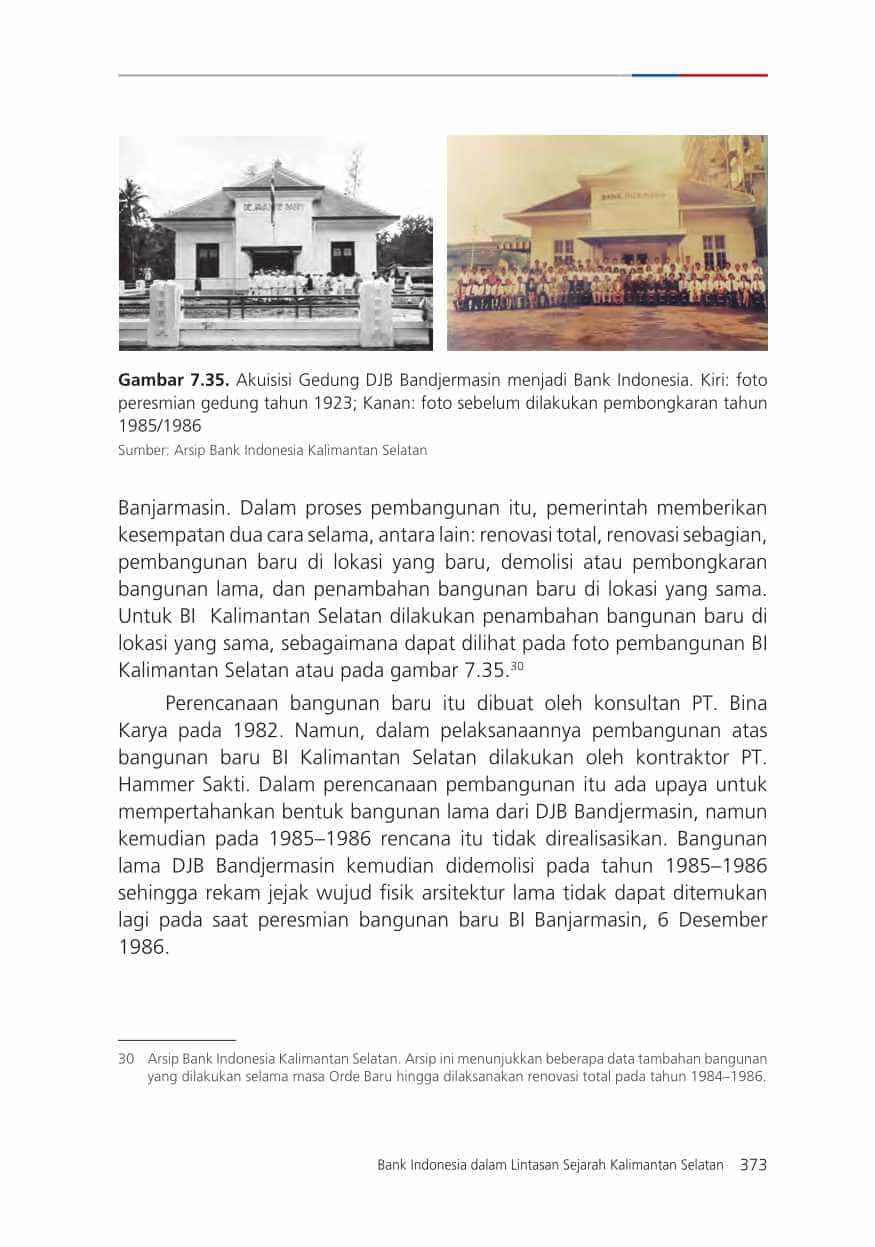 DE JAVASCHE BANK
BANK INDONESIA
Gambar 7.35. Akuisisi Gedung DJB Bandjermasin menjadi Bank Indonesia. Kiri: foto
peresmian gedung tahun 1923; Kanan: foto sebelum dilakukan pembongkaran tahun
1985/1986
Sumber: Arsip Bank Indonesia Kalimantan Selatan
Banjarmasin. Dalam proses pembangunan itu, pemerintah memberikan
kesempatan dua cara selama, antara lain: renovasi total, renovasi sebagian,
pembangunan baru di lokasi yang baru, demolisi atau pembongkaran
bangunan lama, dan penambahan bangunan baru di lokasi yang sama.
Untuk BI  Kalimantan Selatan dilakukan penambahan bangunan baru di
lokasi yang sama, sebagaimana dapat dilihat pada foto pembangunan BI
Kalimantan Selatan atau pada gambar 7.35.³⁰
Perencanaan bangunan baru itu dibuat oleh konsultan PT. Bina
Karya pada 1982. Namun, dalam pelaksanaannya pembangunan atas
bangunan baru BI Kalimantan Selatan dilakukan oleh kontraktor PT.
Hammer Sakti. Dalam perencanaan pembangunan itu ada upaya untuk
mempertahankan bentuk bangunan lama dari DJB Bandjermasin, namun
kemudian pada 1985–1986 rencana itu tidak direalisasikan. Bangunan
lama DJB Bandjermasin kemudian didemolisi pada tahun 1985–1986
sehingga rekam jejak wujud fisik arsitektur lama tidak dapat ditemukan
lagi pada saat peresmian bangunan baru BI Banjarmasin, 6 Desember
1986.
30 Arsip Bank Indonesia Kalimantan Selatan. Arsip ini menunjukkan beberapa data tambahan bangunan
yang dilakukan selama masa Orde Baru hingga dilaksanakan renovasi total pada tahun 1984–1986.
Bank Indonesia dalam Lintasan Sejarah Kalimantan Selatan 373